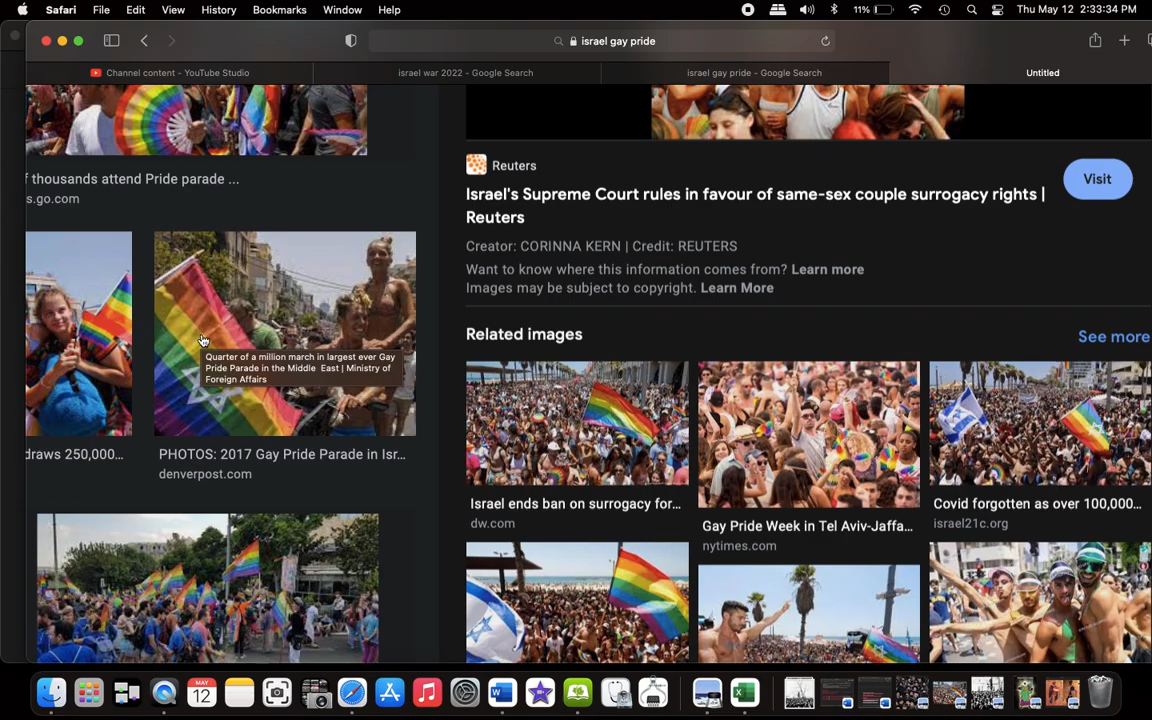 Safari File Edit View History Bookmarks Window Help 11% Thu May 12 2:33:34 PM
israel gay pride
Channel content - YouTube Studio
israel war 2022 - Google Search
israel gay pride - Google Search
Untitled
thousands attend Pride parade ...
s.go.com
Quarter of a million march in largest ever Gay
Pride Parade in the Middle East | Ministry of
Foreign Affairs
draws 250,000...
PHOTOS: 2017 Gay Pride Parade in Isr...
denverpost.com
Reuters
Israel's Supreme Court rules in favour of same-sex couple surrogacy rights |
Reuters
Visit
Creator: CORINNA KERN | Credit: REUTERS
Want to know where this information comes from? Learn more
Images may be subject to copyright. Learn More
Related images
See more
Israel ends ban on surrogacy for...
dw.com
Gay Pride Week in Tel Aviv-Jaffa...
nytimes.com
Covid forgotten as over 100,000...
israel21c.org
MAY
12